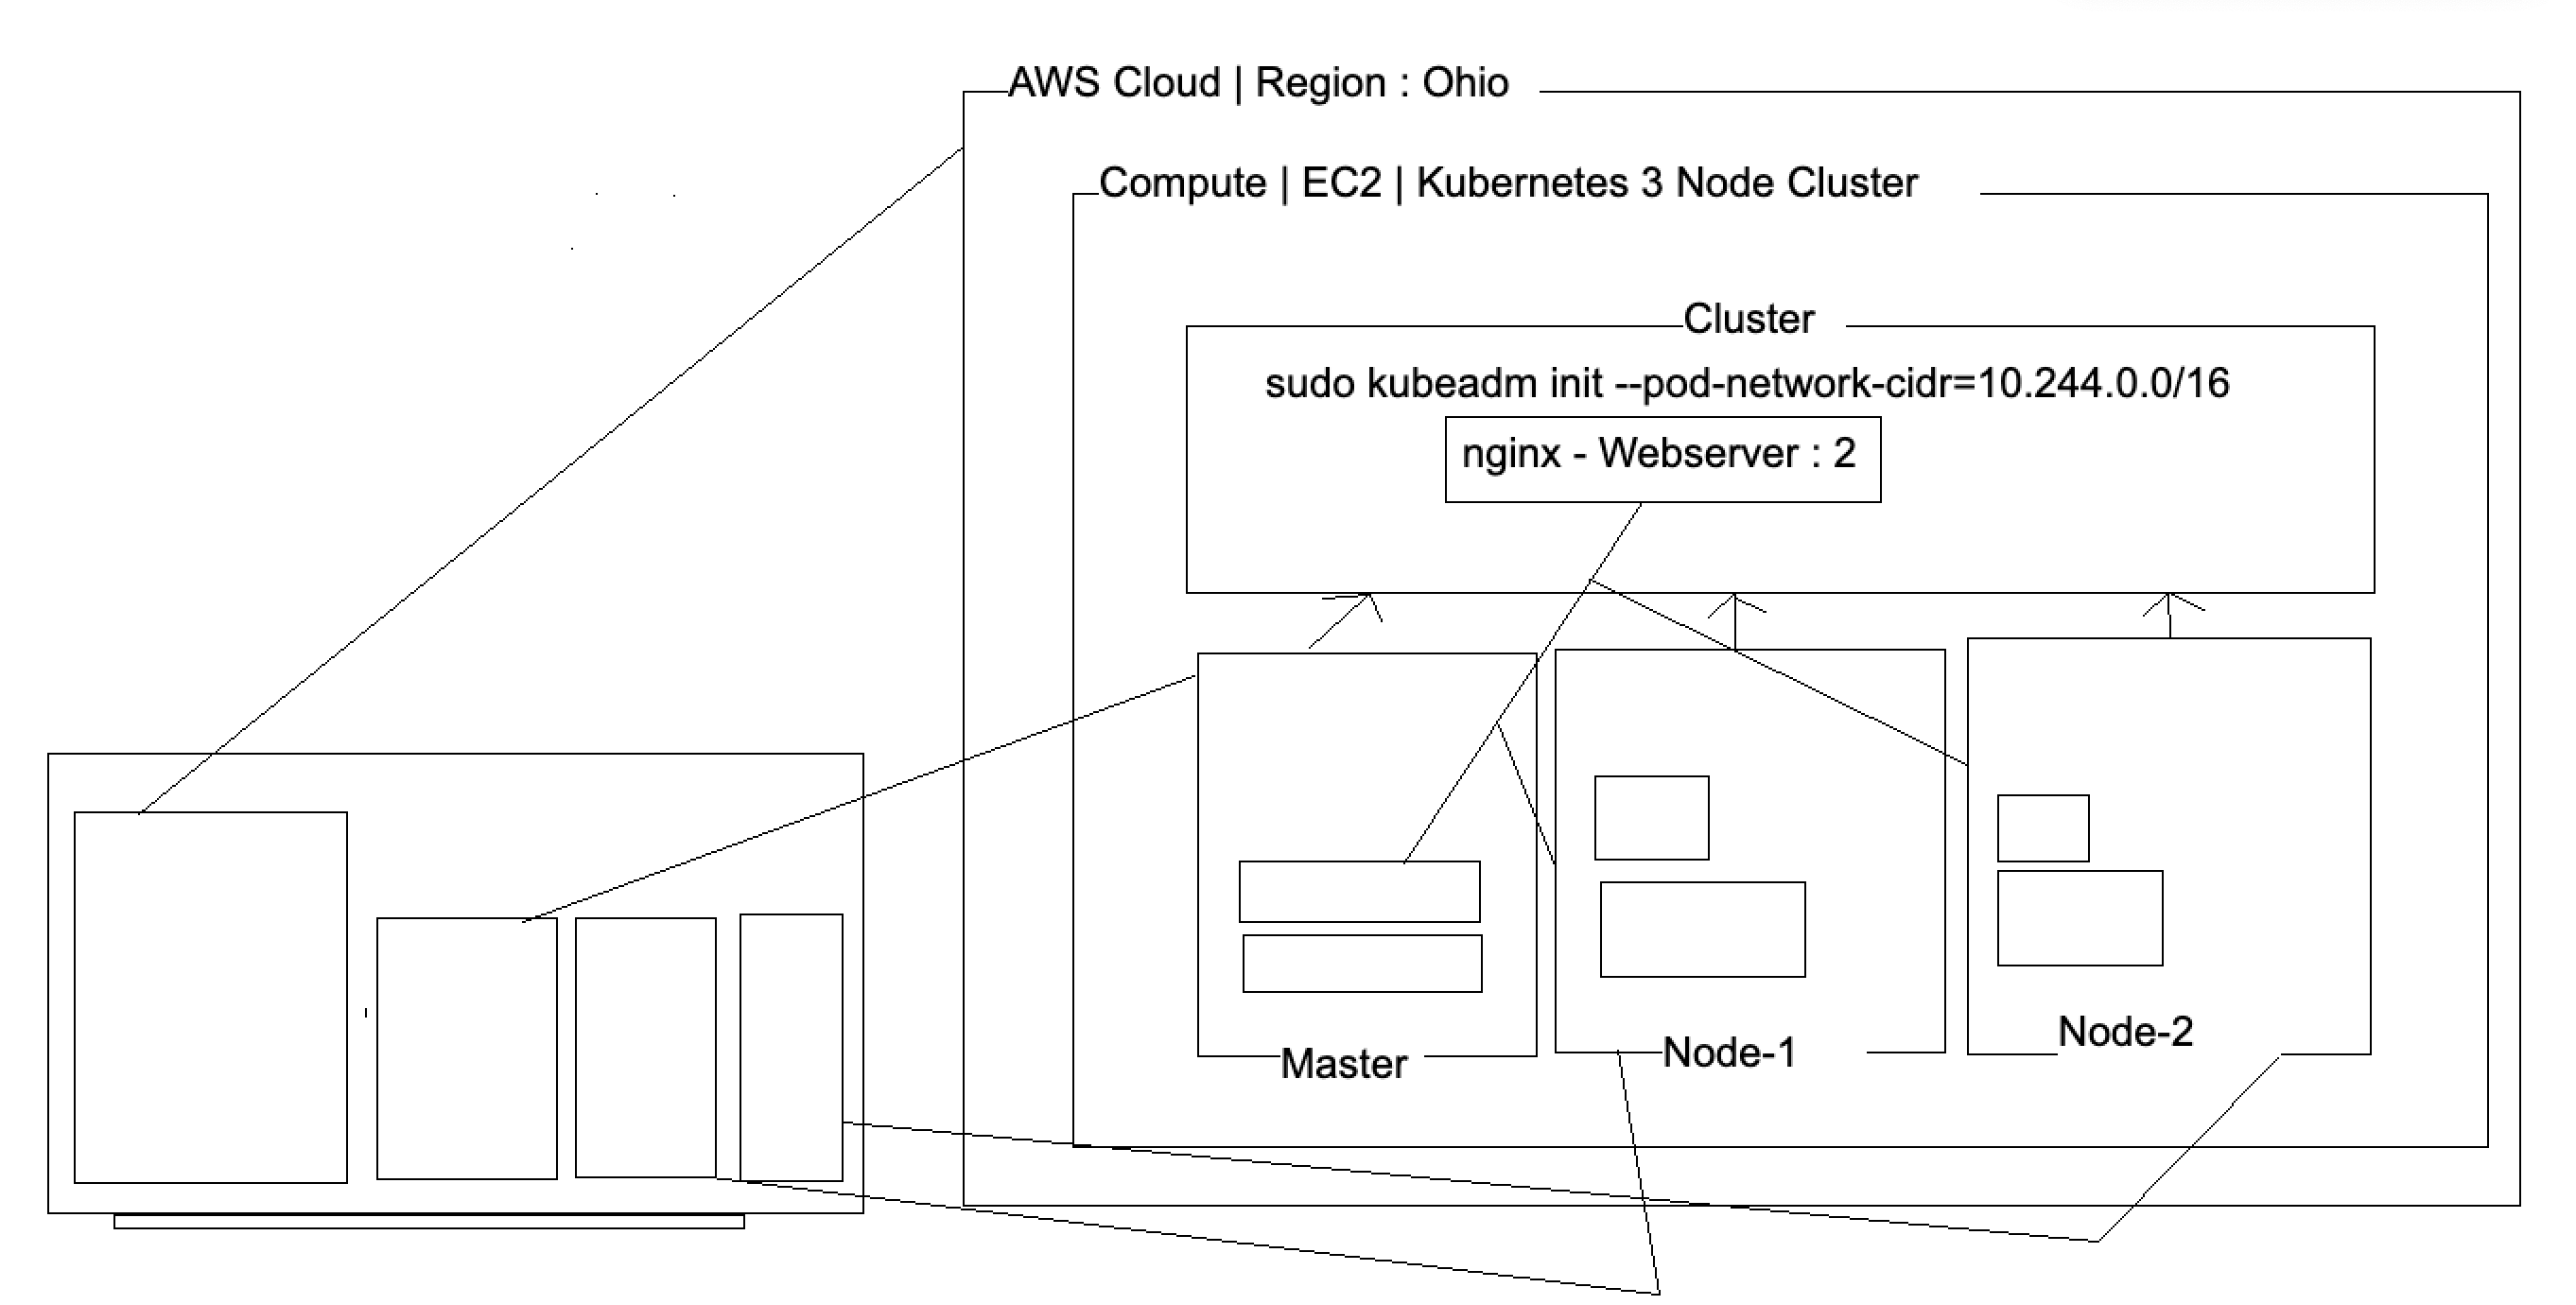 AWS Cloud | Region : Ohio
Compute | EC2 | Kubernetes 3 Node Cluster
Cluster
sudo kubeadm init --pod-network-cidr=10.244.0.0/16
nginx - Webserver : 2
Master
Node-1
Node-2